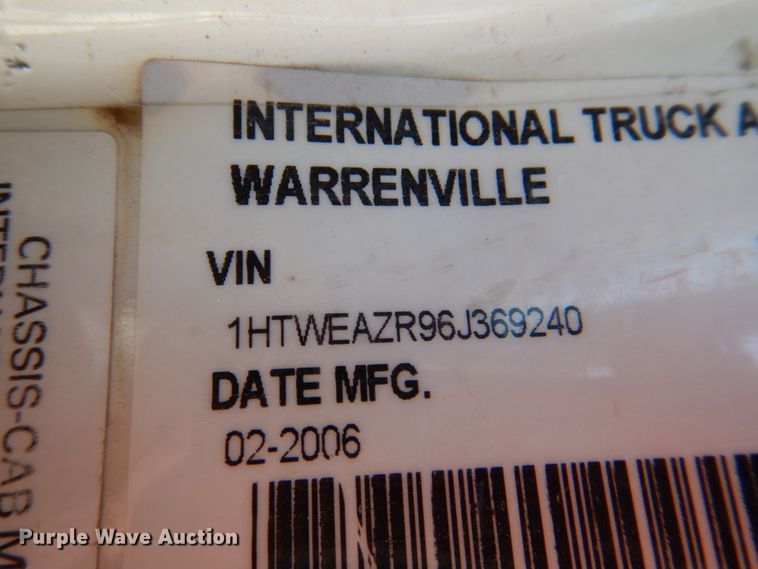 INTERNATIONAL TRUCK A
WARRENVILLE
VIN
1HTWEAZR96J369240
DATE MFG.
02-2006
CHASSIS-CAB M
Purple Wave Auction